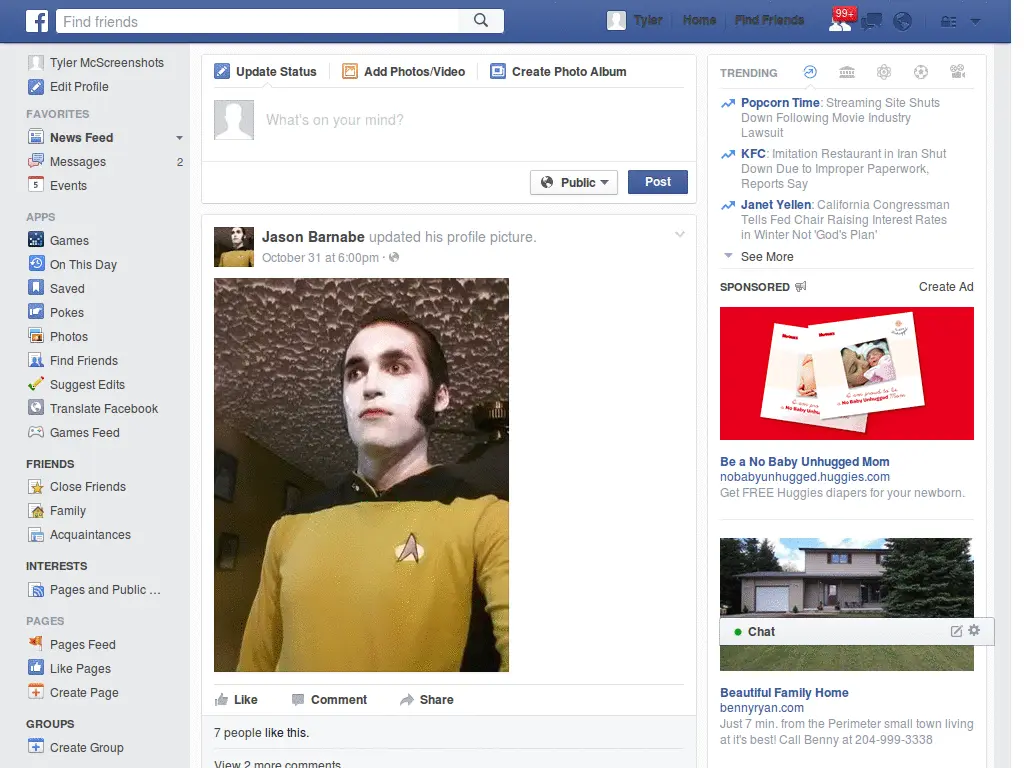 f
Find friends
Tyler
Home
Find Friends
99+
Tyler McScreenshots
Edit Profile
FAVORITES
News Feed
Messages 2
5 Events
APPS
Games
On This Day
Saved
Pokes
Photos
Find Friends
Suggest Edits
Translate Facebook
Games Feed
FRIENDS
Close Friends
Family
Acquaintances
INTERESTS
Pages and Public ...
PAGES
Pages Feed
Like Pages
Create Page
GROUPS
Create Group
Update Status
Add Photos/Video
Create Photo Album
What's on your mind?
Public
Post
Jason Barnabe updated his profile picture.
October 31 at 6:00pm ·
Like
Comment
Share
7 people like this.
View 2 more comments
TRENDING
Popcorn Time: Streaming Site Shuts
Down Following Movie Industry
Lawsuit
KFC: Imitation Restaurant in Iran Shut
Down Due to Improper Paperwork,
Reports Say
Janet Yellen: California Congressman
Tells Fed Chair Raising Interest Rates
in Winter Not 'God's Plan'
See More
SPONSORED
Create Ad
No Baby Unhugged
Be a No Baby Unhugged Mom
nobabyunhugged.huggies.com
Get FREE Huggies diapers for your newborn.
Chat
Beautiful Family Home
bennyryan.com
Just 7 min. from the Perimeter small town living
at it's best! Call Benny at 204-999-3338